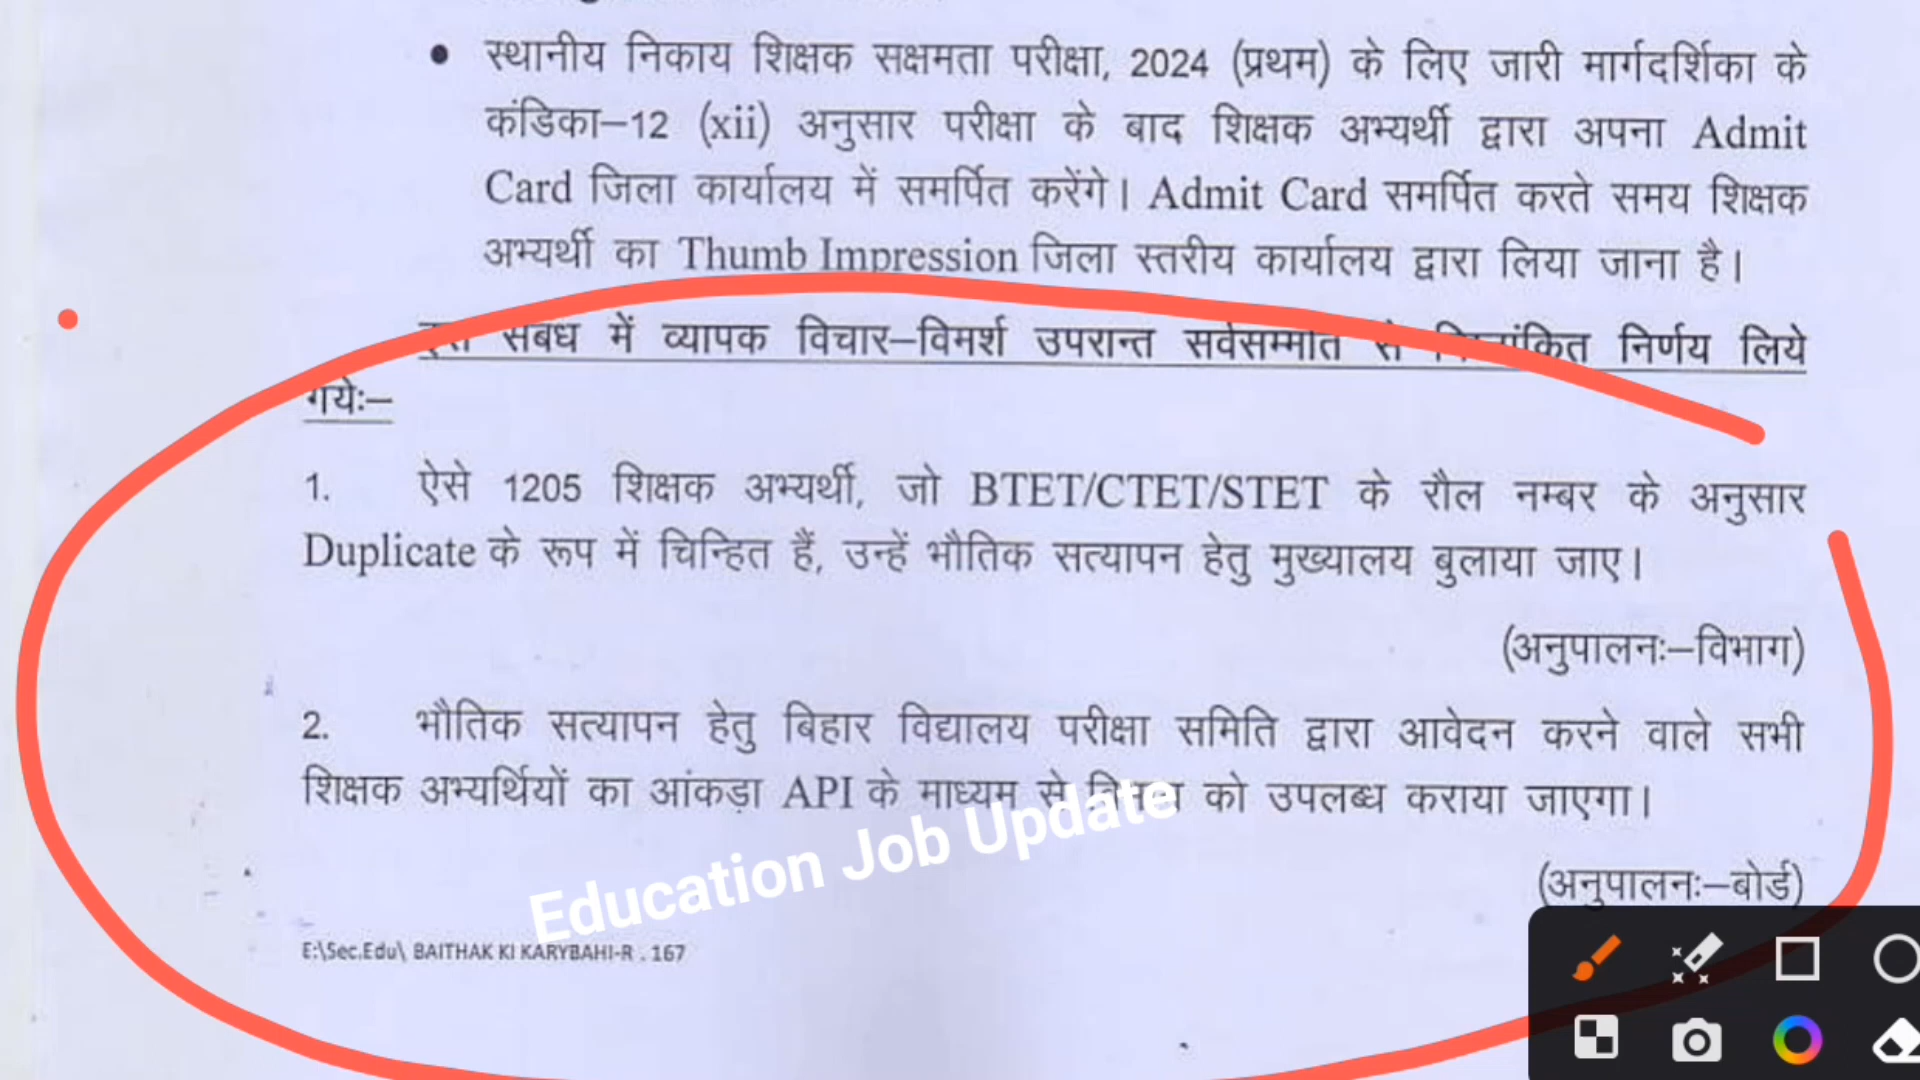 • स्थानीय निकाय शिक्षक सक्षमता परीक्षा, 2024 (प्रथम) के लिए जारी मार्गदर्शिका के
कंडिका–12 (xii) अनुसार परीक्षा के बाद शिक्षक अभ्यर्थी द्वारा अपना Admit
Card जिला कार्यालय में समर्पित करेंगे। Admit Card समर्पित करते समय शिक्षक
अभ्यर्थी का Thumb Impression जिला स्तरीय कार्यालय द्वारा लिया जाना है।
संबंध में व्यापक विचार–विमर्श उपरान्त सर्वसम्मति से निर्णय लिये
गयेः–
1. ऐसे 1205 शिक्षक अभ्यर्थी, जो BTET/CTET/STET के रौल नम्बर के अनुसार
Duplicate के रूप में चिन्हित हैं, उन्हें भौतिक सत्यापन हेतु मुख्यालय बुलाया जाए।
(अनुपालनः–विभाग)
2. भौतिक सत्यापन हेतु बिहार विद्यालय परीक्षा समिति द्वारा आवेदन करने वाले सभी
शिक्षक अभ्यर्थियों का आंकड़ा API के माध्यम से को उपलब्ध कराया जाएगा।
Education Job Update
(अनुपालनः–बोर्ड)
E:\Sec.Edu\ BAITHAK KI KARYBAHI-R . 167